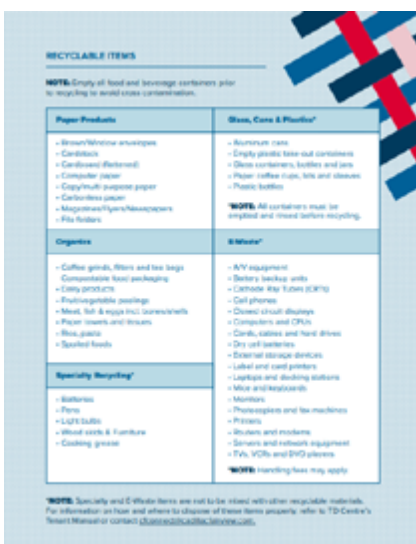 RECYCLABLE ITEMS
NOTE: Empty all food and beverage containers prior
to recycling to avoid cross contamination.
Paper Products
- Brown/Window envelopes
- Cardstock
- Cardboard (flattened)
- Computer paper
- Copy/multi-purpose paper
- Carbonless paper
- Magazines/Flyers/Newspapers
- File folders
Glass, Cans & Plastics*
- Aluminum cans
- Empty plastic take-out containers
- Glass containers, bottles and jars
- Paper coffee cups, lids and sleeves
- Plastic bottles
*NOTE: All containers must be
emptied and rinsed before recycling.
Organics
- Coffee grinds, filters and tea bags
Compostable food packaging
- Dairy products
- Fruit/vegetable peelings
- Meat, fish & eggs incl. bones/shells
- Paper towels and tissues
- Rice, pasta
- Spoiled foods
Specialty Recycling*
- Batteries
- Pens
- Light bulbs
- Wood skids & Furniture
- Cooking grease
E-Waste*
- A/V equipment
- Battery backup units
- Cathode Ray Tubes (CRTs)
- Cell phones
- Closed circuit displays
- Computers and CPUs
- Cords, cables and hard drives
- Dry cell batteries
- External storage devices
- Label and card printers
- Laptops and docking stations
- Mice and keyboards
- Monitors
- Photocopiers and fax machines
- Printers
- Routers and modems
- Servers and network equipment
- TVs, VCRs and DVD players
*NOTE: Handling fees may apply.
*NOTE: Specialty and E-Waste items are not to be mixed with other recyclable materials.
For information on how and where to dispose of these items properly, refer to TD Centre's
Tenant Manual or contact